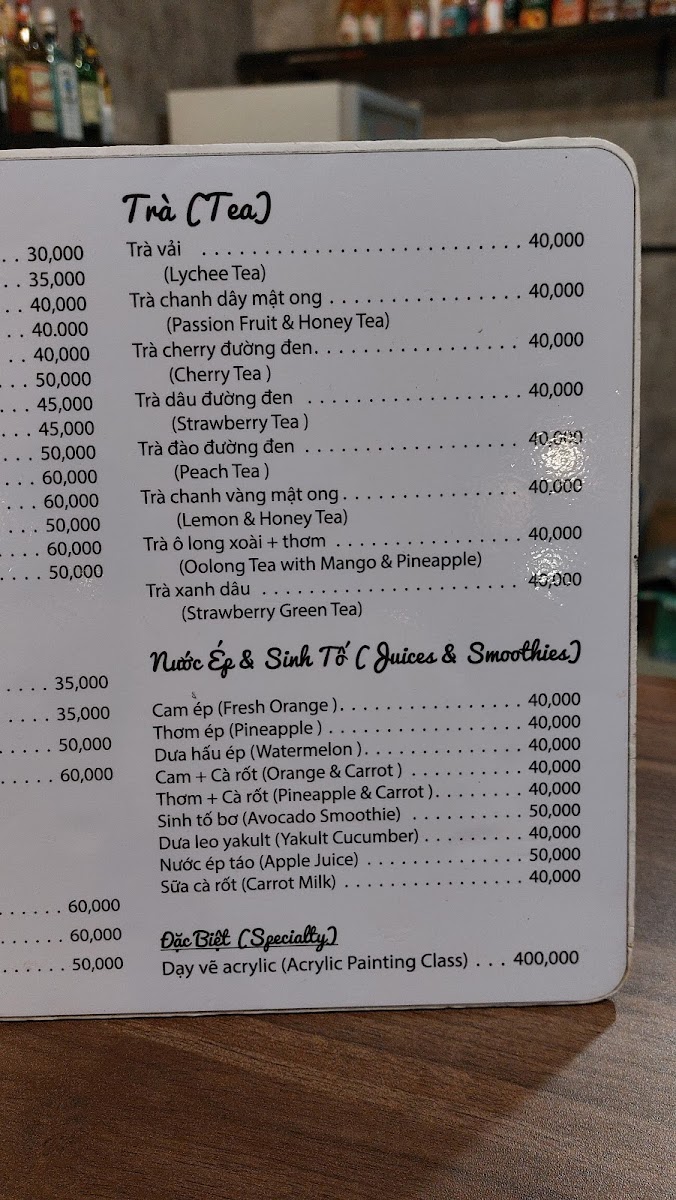 30,000
35,000
40,000
40.000
40,000
50,000
45,000
45,000
50,000
60,000
60,000
50,000
60,000
50,000
35,000
35,000
50,000
60,000
60,000
60,000
50,000
Trà (Tea)
Trà vải 40,000
(Lychee Tea)
Trà chanh dây mật ong 40,000
(Passion Fruit & Honey Tea)
Trà cherry đường đen 40,000
(Cherry Tea )
Trà dâu đường đen 40,000
(Strawberry Tea )
Trà đào đường đen 40,000
(Peach Tea )
Trà chanh vàng mật ong 40,000
(Lemon & Honey Tea)
Trà ô long xoài + thơm 40,000
(Oolong Tea with Mango & Pineapple)
Trà xanh dâu 40,000
(Strawberry Green Tea)
Nước Ép & Sinh Tố ( Juices & Smoothies)
Cam ép (Fresh Orange ) 40,000
Thơm ép (Pineapple ) 40,000
Dưa hấu ép (Watermelon ) 40,000
Cam + Cà rốt (Orange & Carrot ) 40,000
Thơm + Cà rốt (Pineapple & Carrot ) 40,000
Sinh tố bơ (Avocado Smoothie) 50,000
Dưa leo yakult (Yakult Cucumber) 40,000
Nước ép táo (Apple Juice) 50,000
Sữa cà rốt (Carrot Milk) 40,000
Đặc Biệt (Specialty)
Dạy vẽ acrylic (Acrylic Painting Class) 400,000